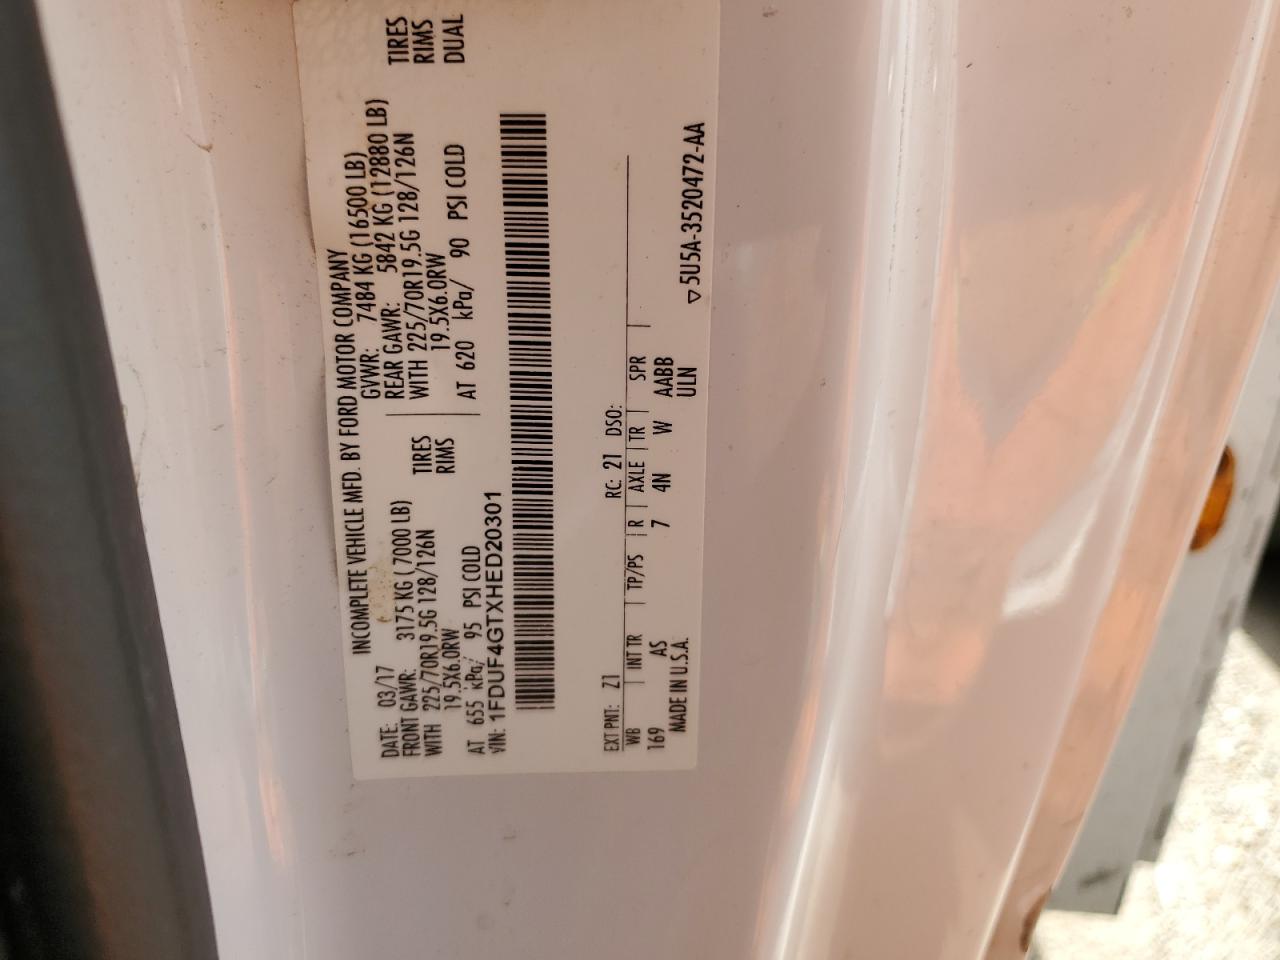 INCOMPLETE VEHICLE MFD. BY FORD MOTOR COMPANY
DATE: 03/17 GVWR: 7484 KG (16500 LB)
FRONT GAWR: 3175 KG ( 7000 LB) REAR GAWR: 5842 KG (12880 LB)
WITH 225/70R19.5G 128/126N TIRES WITH 225/70R19.5G 128/126N TIRES
19.5X6.0RW RIMS 19.5X6.0RW RIMS
AT 655 kPa/ 95 PSI COLD AT 620 kPa/ 90 PSI COLD DUAL
VIN: 1FDUF4GTXHED20301
EXT PNT: Z1 RC: 21 DSO:
WB INT TR TP/PS R AXLE TR SPR
169 AS 7 4N W AABB
MADE IN U.S.A. ULN
▽5U5A-3520472-AA